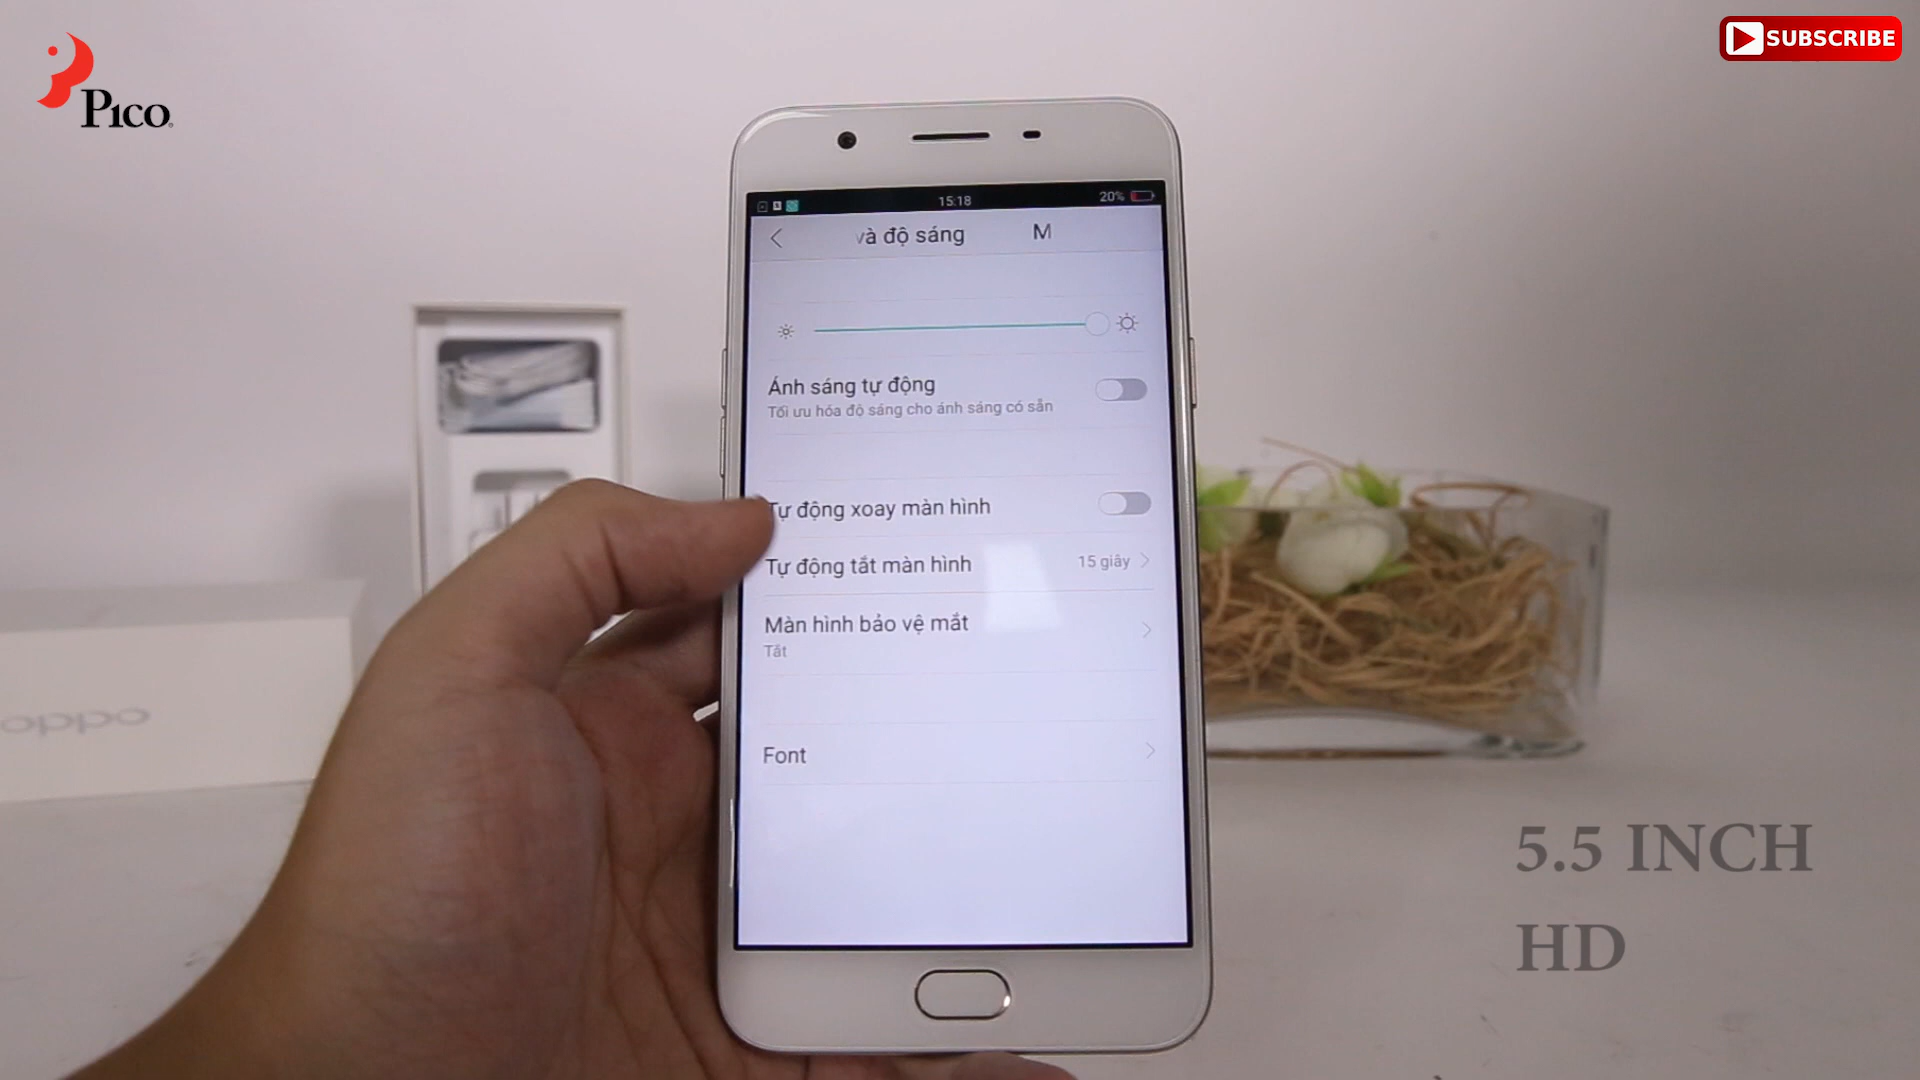 Pico
SUBSCRIBE
15:18
20%
và độ sáng M
Ánh sáng tự động
Tối ưu hóa độ sáng cho ánh sáng có sẵn
Tự động xoay màn hình
Tự động tắt màn hình 15 giây
Màn hình bảo vệ mắt
Tắt
Font
oppo
5.5 INCH
HD